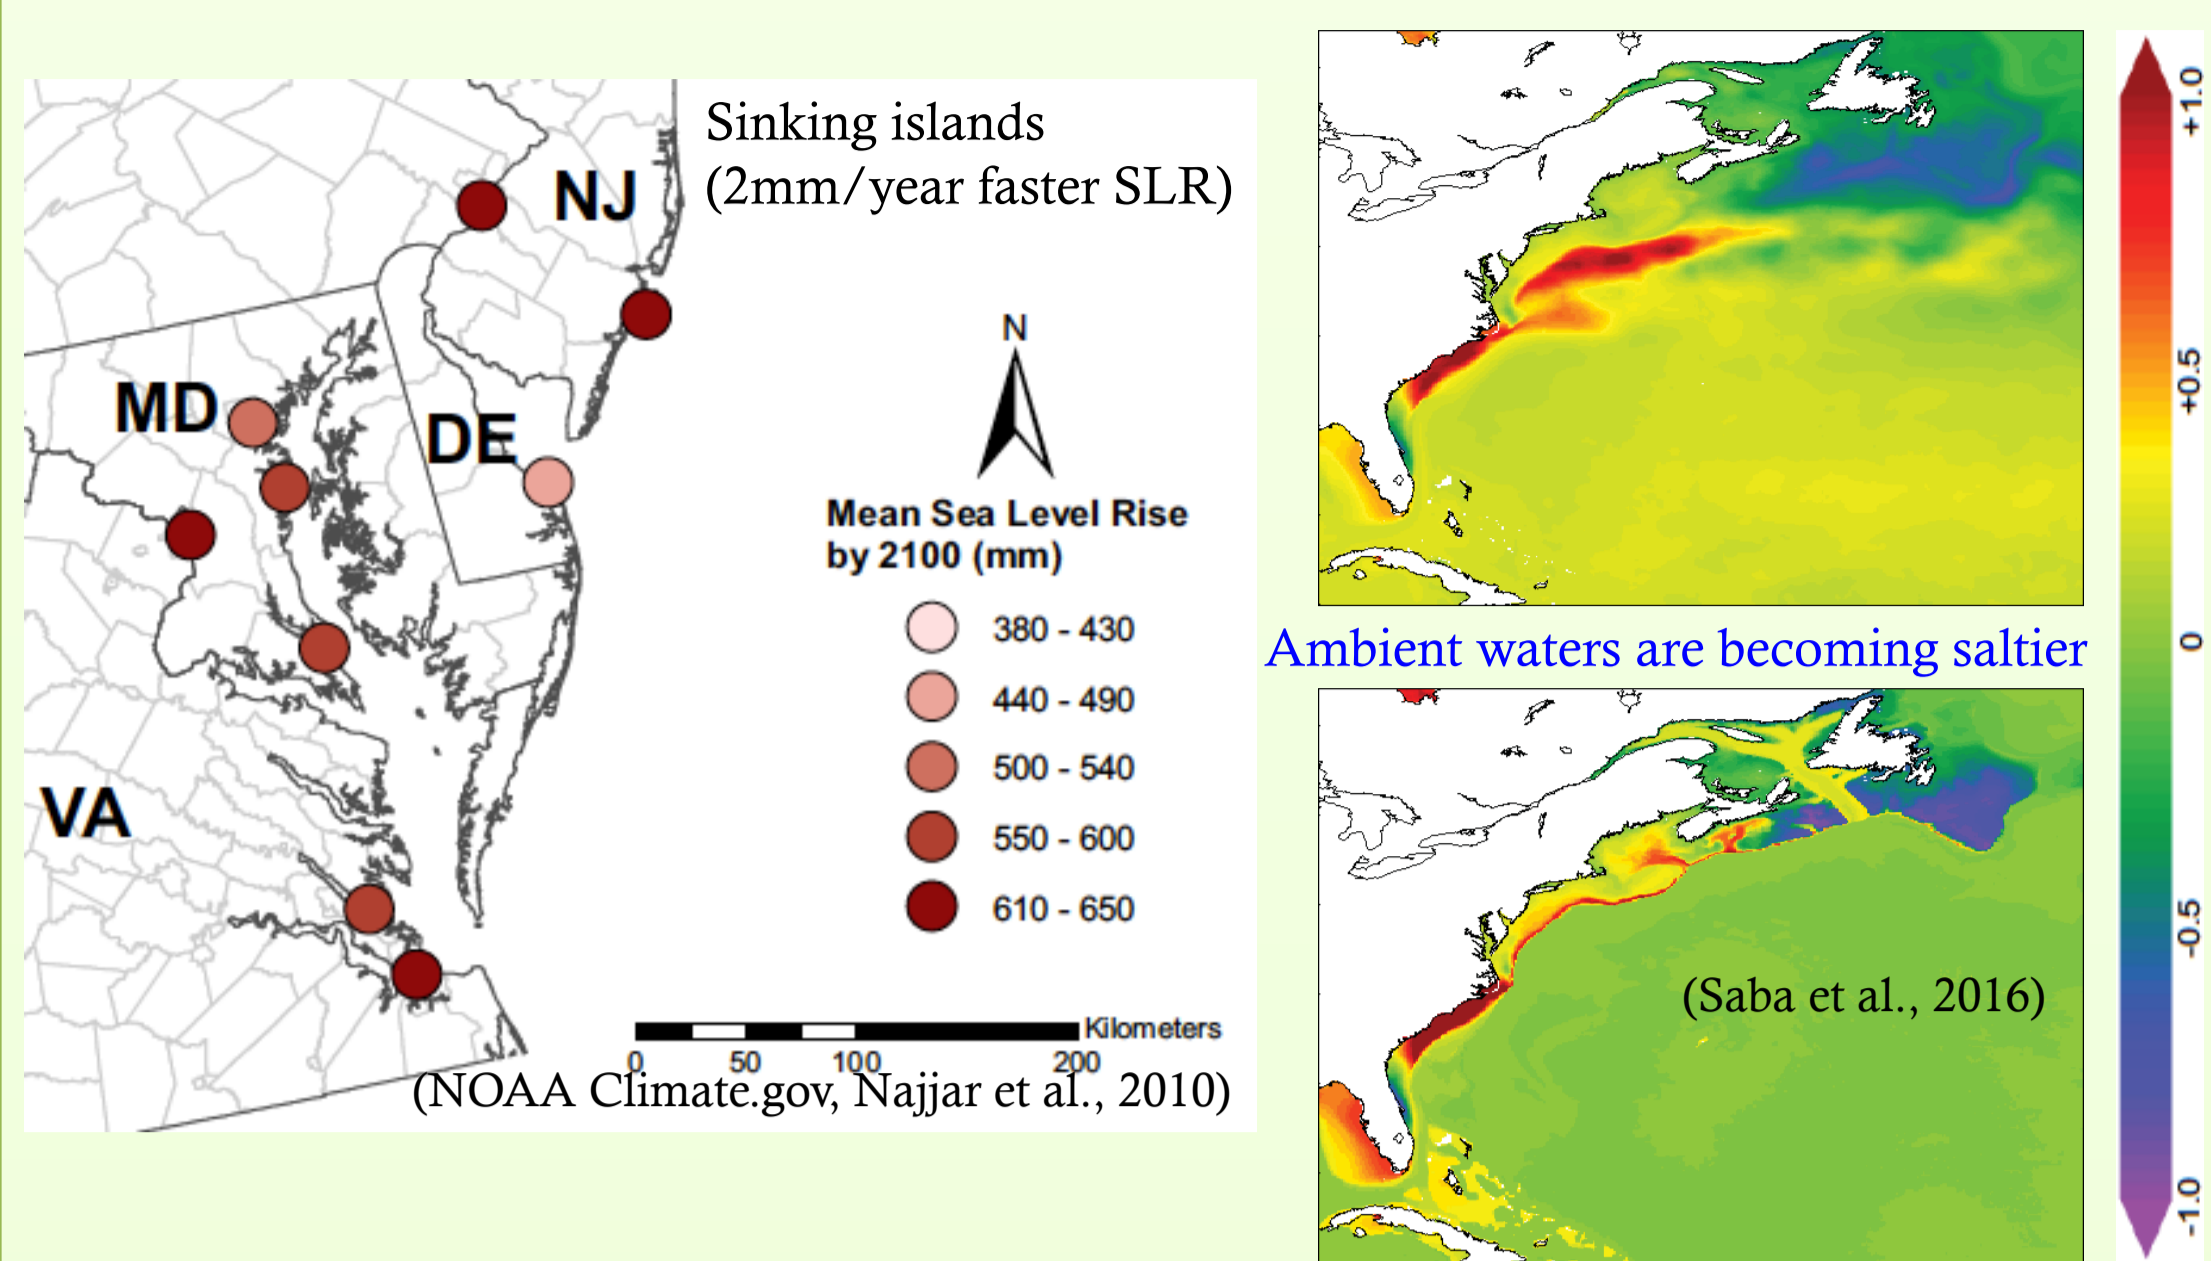 Sinking islands
(2mm/year faster SLR)
NJ
MD
DE
VA
N
Mean Sea Level Rise
by 2100 (mm)
380 - 430
440 - 490
500 - 540
550 - 600
610 - 650
Kilometers
0 50 100 200
(NOAA Climate.gov, Najjar et al., 2010)
Ambient waters are becoming saltier
(Saba et al., 2016)
+1.0
+0.5
0
-0.5
-1.0